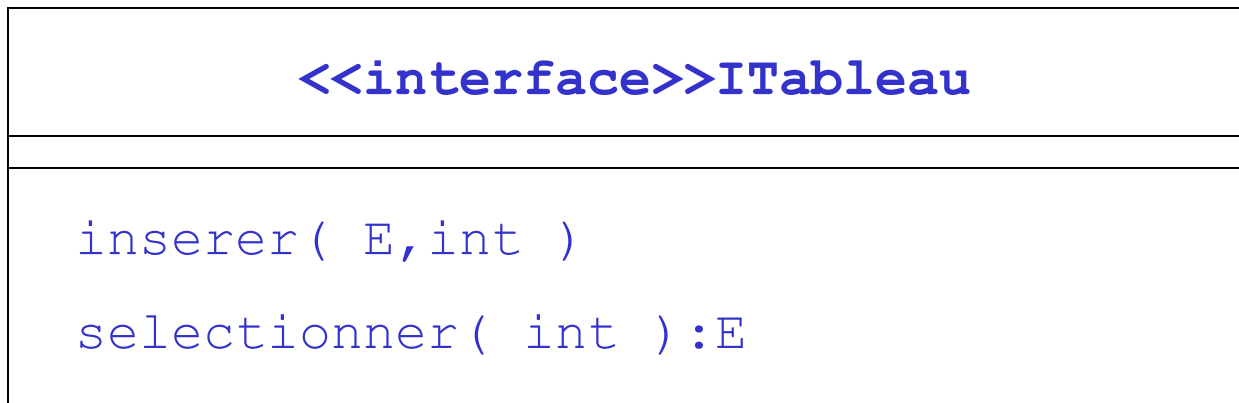 <<interface>>ITableau
inserer( E,int )
selectionner( int ):E